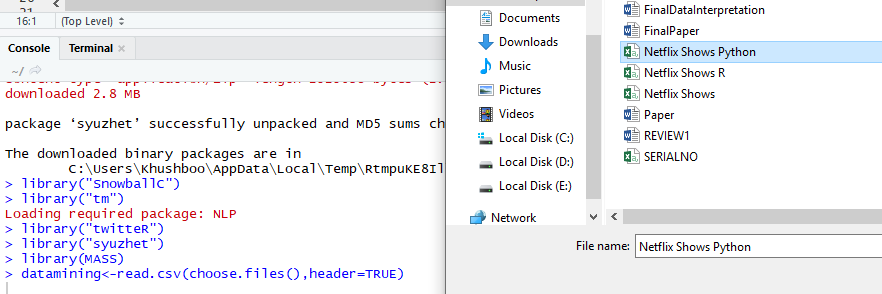 21
16:1
(Top Level)
Console
Terminal
~/
downloaded 2.8 MB
package ‘syuzhet’ successfully unpacked and MD5 sums ch
The downloaded binary packages are in
C:\Users\Khushboo\AppData\Local\Temp\RtmpuKE8Il
> library("SnowballC")
> library("tm")
Loading required package: NLP
> library("twitteR")
> library("syuzhet")
> library(MASS)
> datamining<-read.csv(choose.files(),header=TRUE)
Documents
Downloads
Music
Pictures
Videos
Local Disk (C:)
Local Disk (D:)
Local Disk (E:)
Network
FinalDataInterpretation
FinalPaper
Netflix Shows Python
Netflix Shows R
Netflix Shows
Paper
REVIEW1
SERIALNO
File name:
Netflix Shows Python